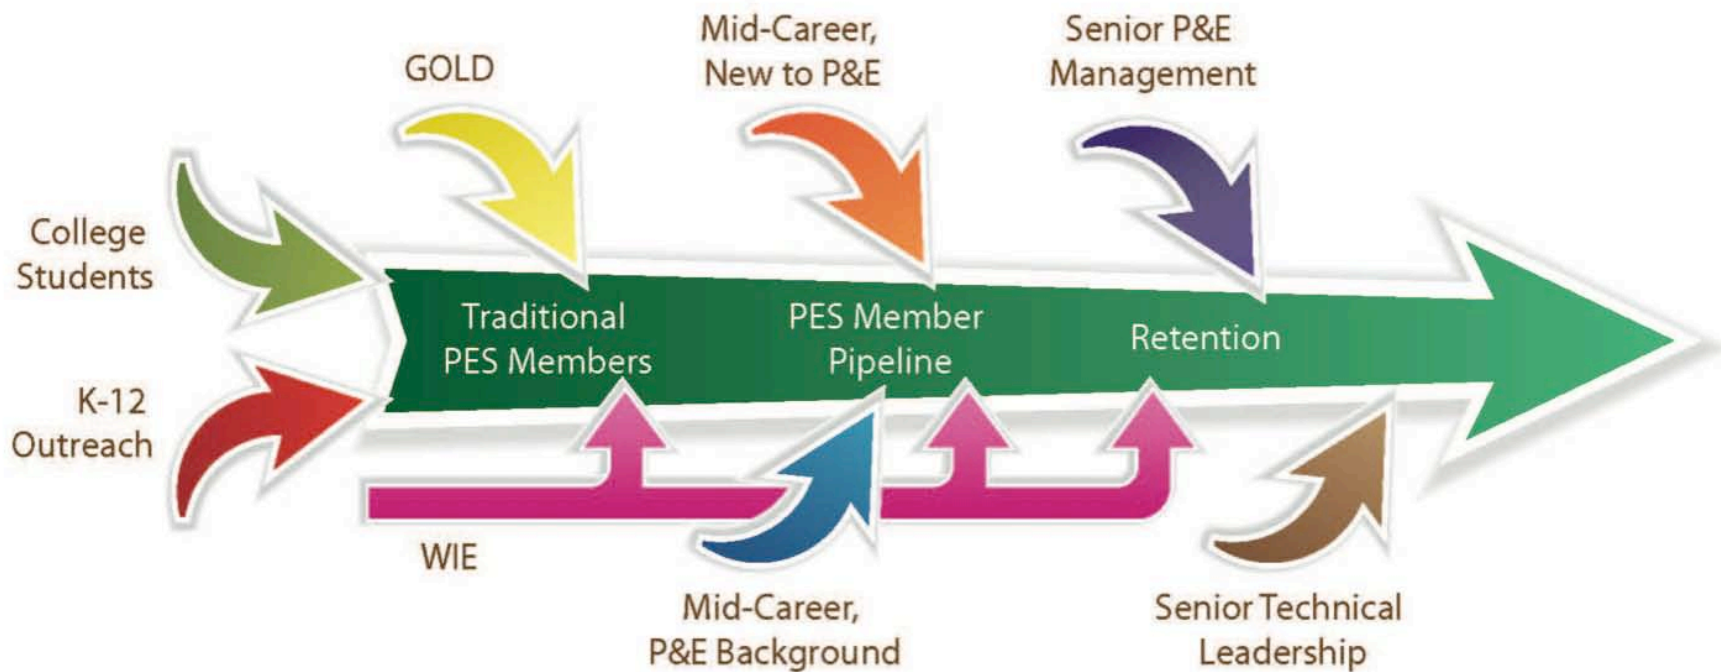 Mid-Career,
New to P&E
Senior P&E
Management
GOLD
College
Students
Traditional
PES Members
PES Member
Pipeline
Retention
K-12
Outreach
WIE
Mid-Career,
P&E Background
Senior Technical
Leadership